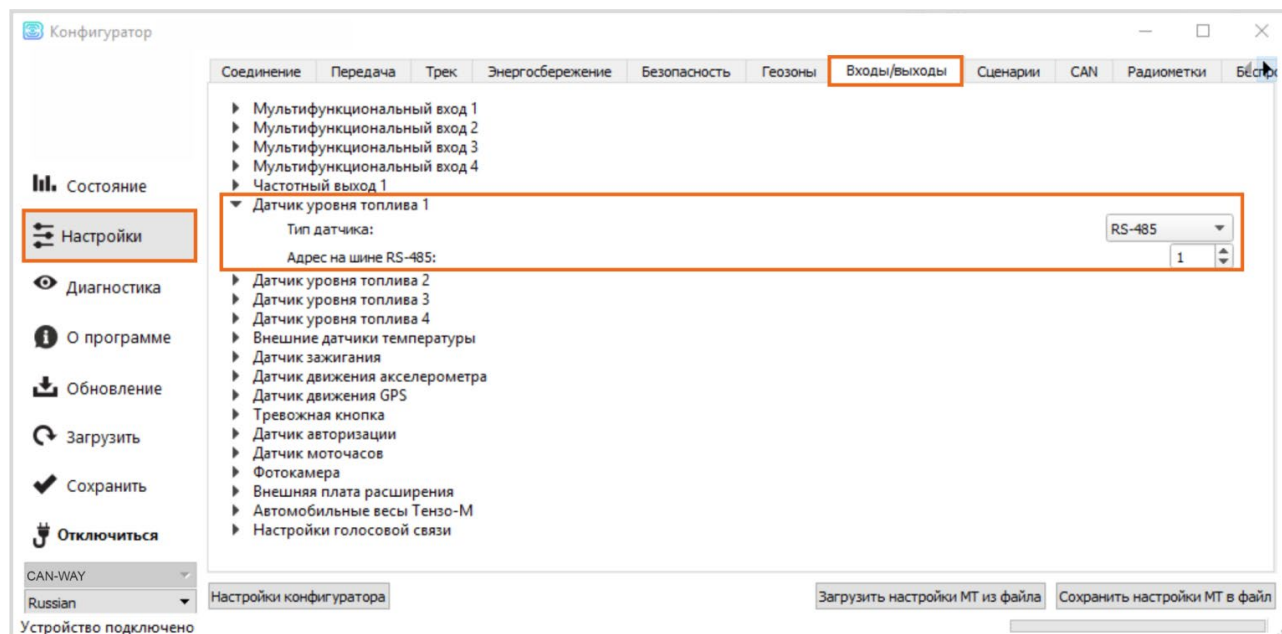 Конфигуратор
Соединение Передача Трек Энергосбережение Безопасность Геозоны Входы/выходы Сценарии CAN Радиометки
Мультифункциональный вход 1
Мультифункциональный вход 2
Мультифункциональный вход 3
Мультифункциональный вход 4
Частотный выход 1
Датчик уровня топлива 1
Тип датчика: RS-485
Адрес на шине RS-485: 1
Датчик уровня топлива 2
Датчик уровня топлива 3
Датчик уровня топлива 4
Внешние датчики температуры
Датчик зажигания
Датчик движения акселерометра
Датчик движения GPS
Тревожная кнопка
Датчик авторизации
Датчик моточасов
Фотокамера
Внешняя плата расширения
Автомобильные весы Тензо-М
Настройки голосовой связи
Состояние
Настройки
Диагностика
О программе
Обновление
Загрузить
Сохранить
Отключиться
CAN-WAY
Russian
Настройки конфигуратора Загрузить настройки МТ из файла Сохранить настройки МТ в файл
Устройство подключено